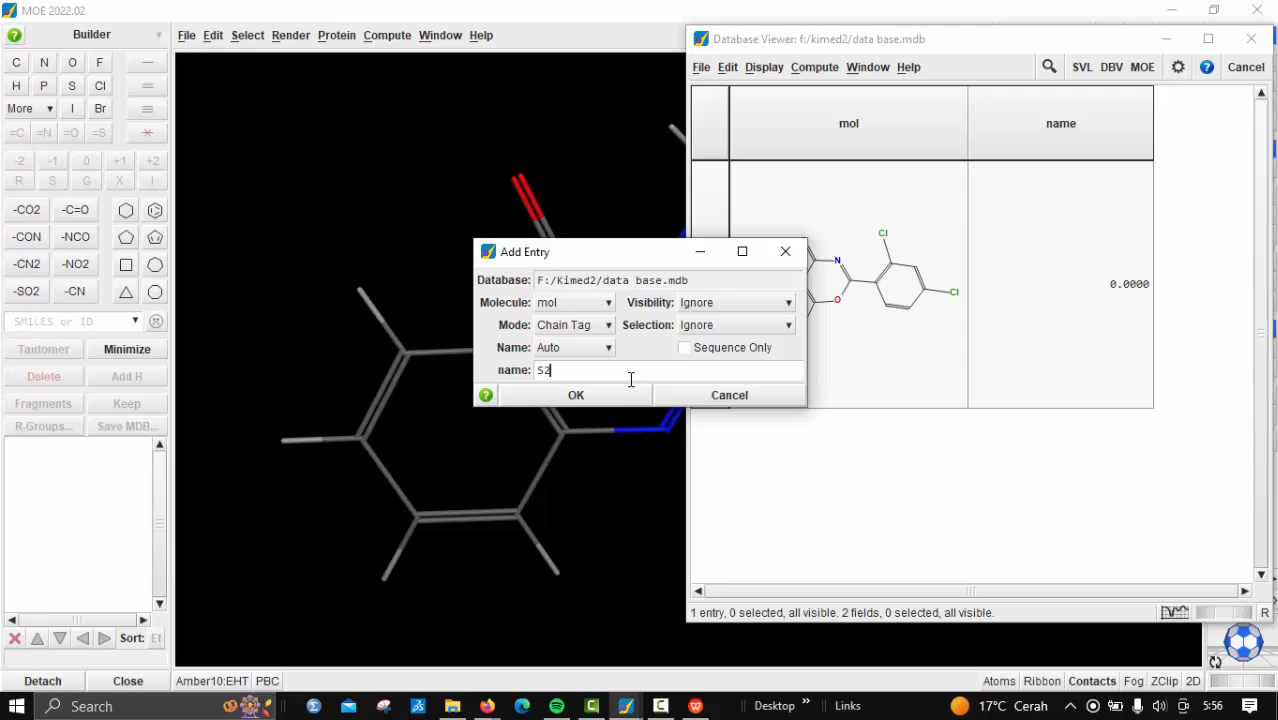 MOE 2022.02
Builder
File Edit Select Render Protein Compute Window Help
C N O F
H P S Cl
More I Br
=C =N =O =S
-2 -1 0 +1 +2
R S G X I
-CO2 -C=O
-CON -NCO
-CN2 -NO2
-SO2 -CN
SMILES or ID
Tautomer Minimize
Delete Add H
Fragments Keep
R-Groups... Save MDB...
Sort: Ef
Detach Close Amber10:EHT PBC
Atoms Ribbon Contacts Fog ZClip 2D
Database Viewer: f:/kimed2/data base.mdb
File Edit Display Compute Window Help SVL DBV MOE Cancel
mol name
Cl
N
Cl
O
0.0000
1 entry, 0 selected, all visible. 2 fields, 0 selected, all visible. R
Add Entry
Database: F:/Kimed2/data base.mdb
Molecule: mol Visibility: Ignore
Mode: Chain Tag Selection: Ignore
Name: Auto Sequence Only
name: S2
OK Cancel
Search Desktop Links 17°C Cerah 5:56